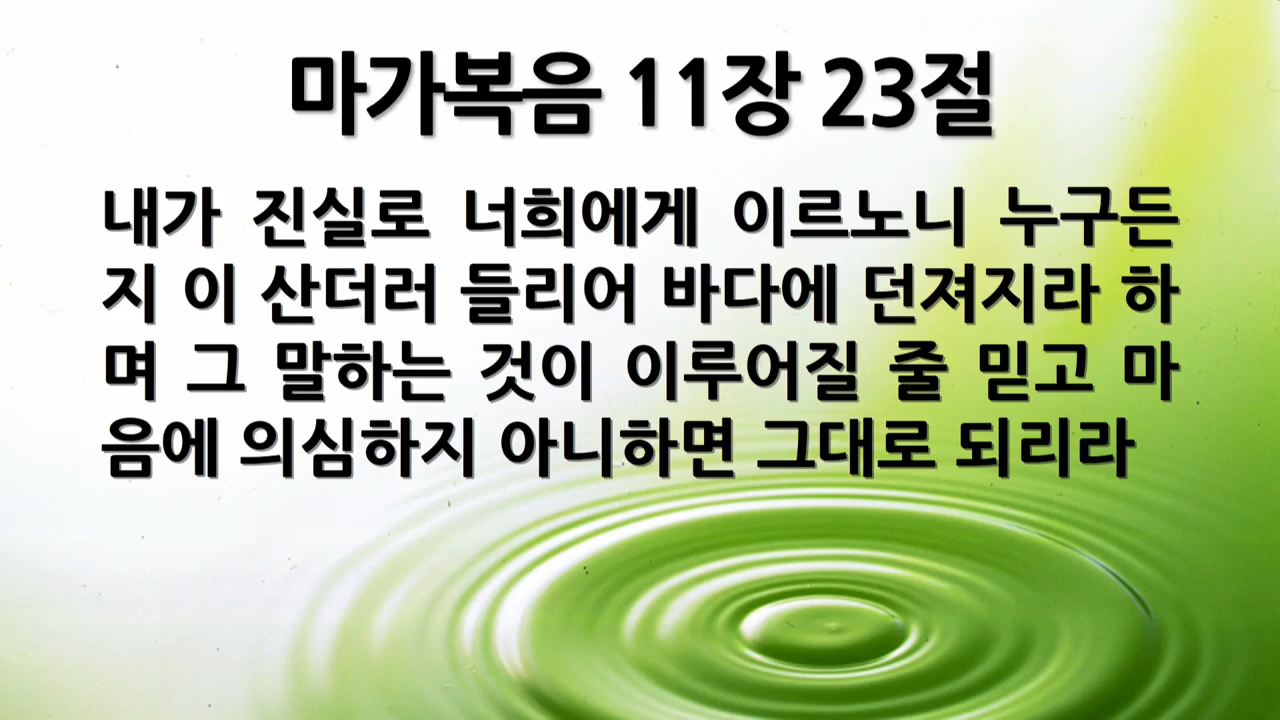 마가복음 11장 23절
내가 진실로 너희에게 이르노니 누구든
지 이 산더러 들리어 바다에 던져지라 하
며 그 말하는 것이 이루어질 줄 믿고 마
음에 의심하지 아니하면 그대로 되리라